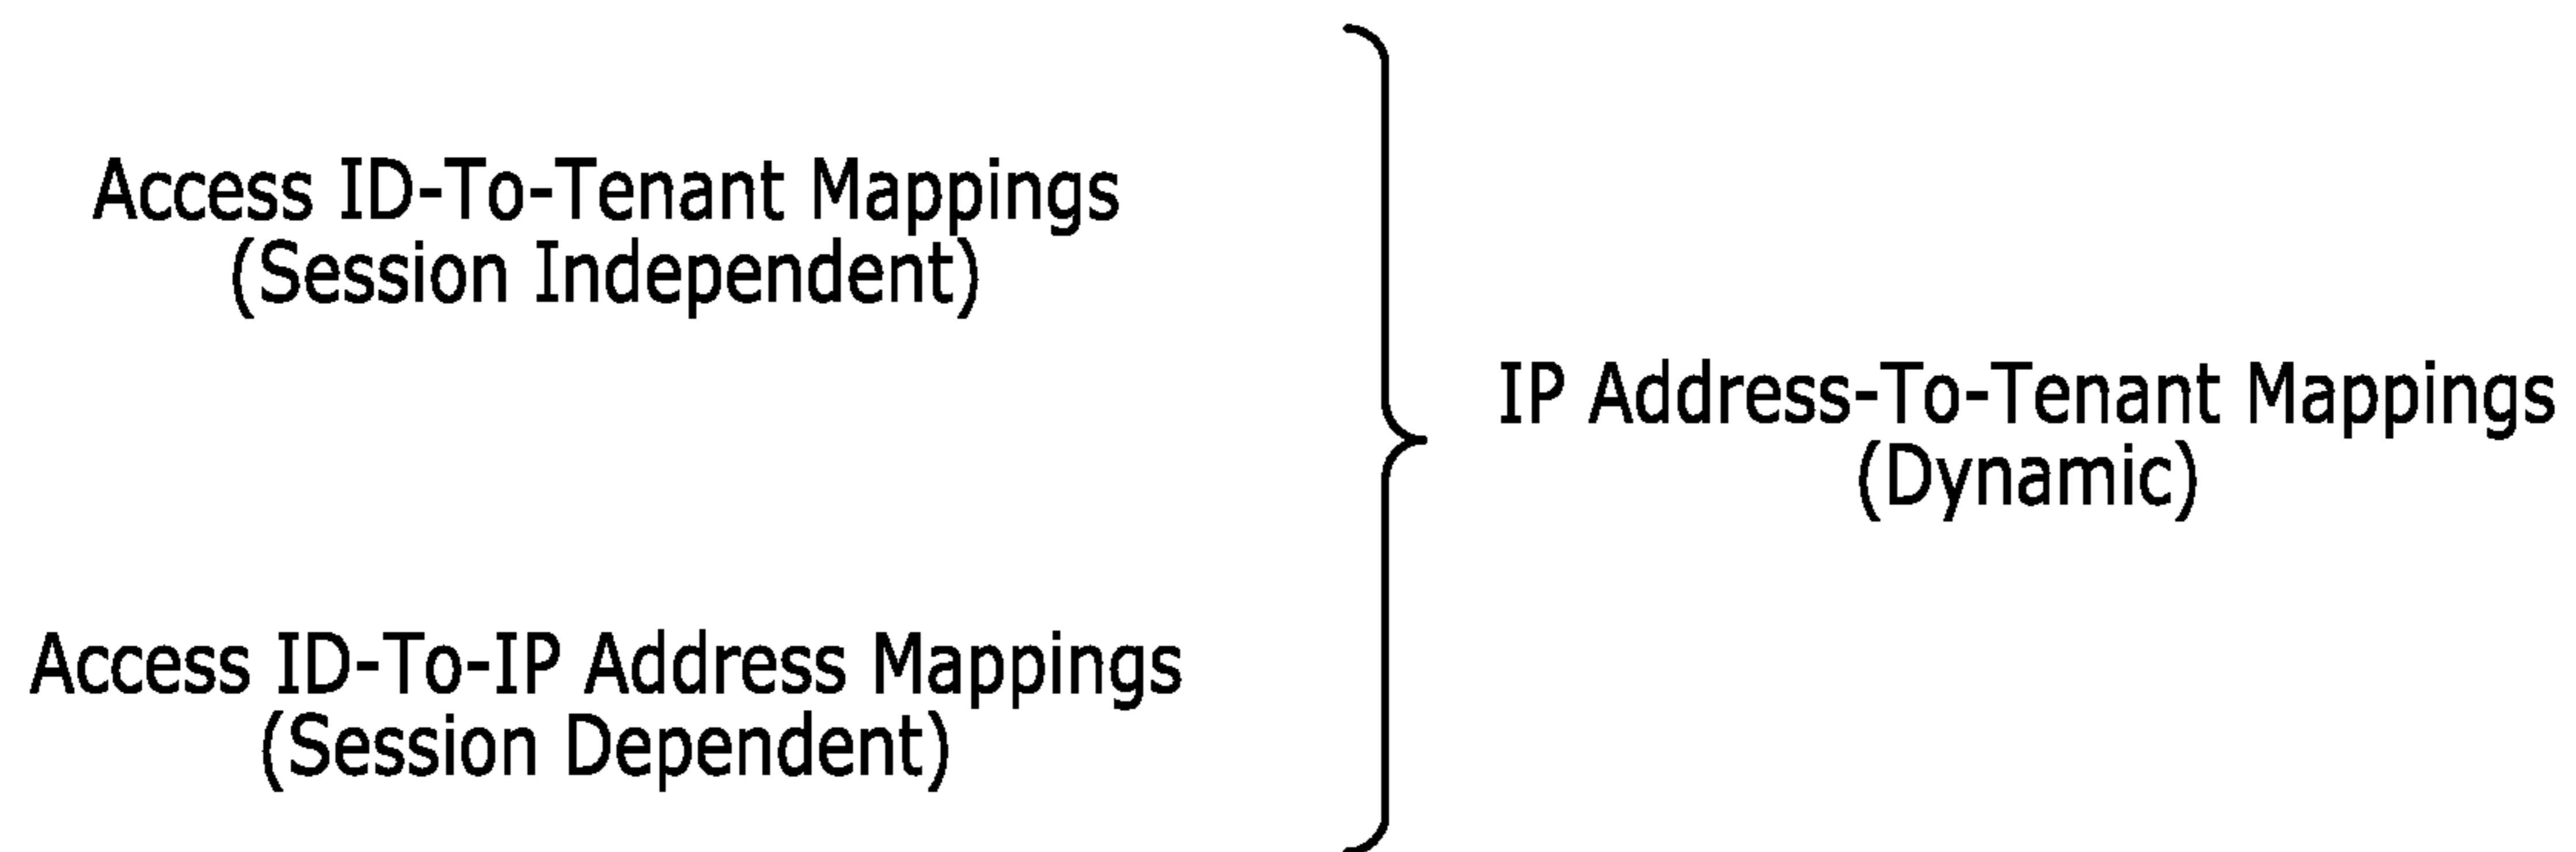 Access ID-To-Tenant Mappings
(Session Independent)
IP Address-To-Tenant Mappings
(Dynamic)
Access ID-To-IP Address Mappings
(Session Dependent)